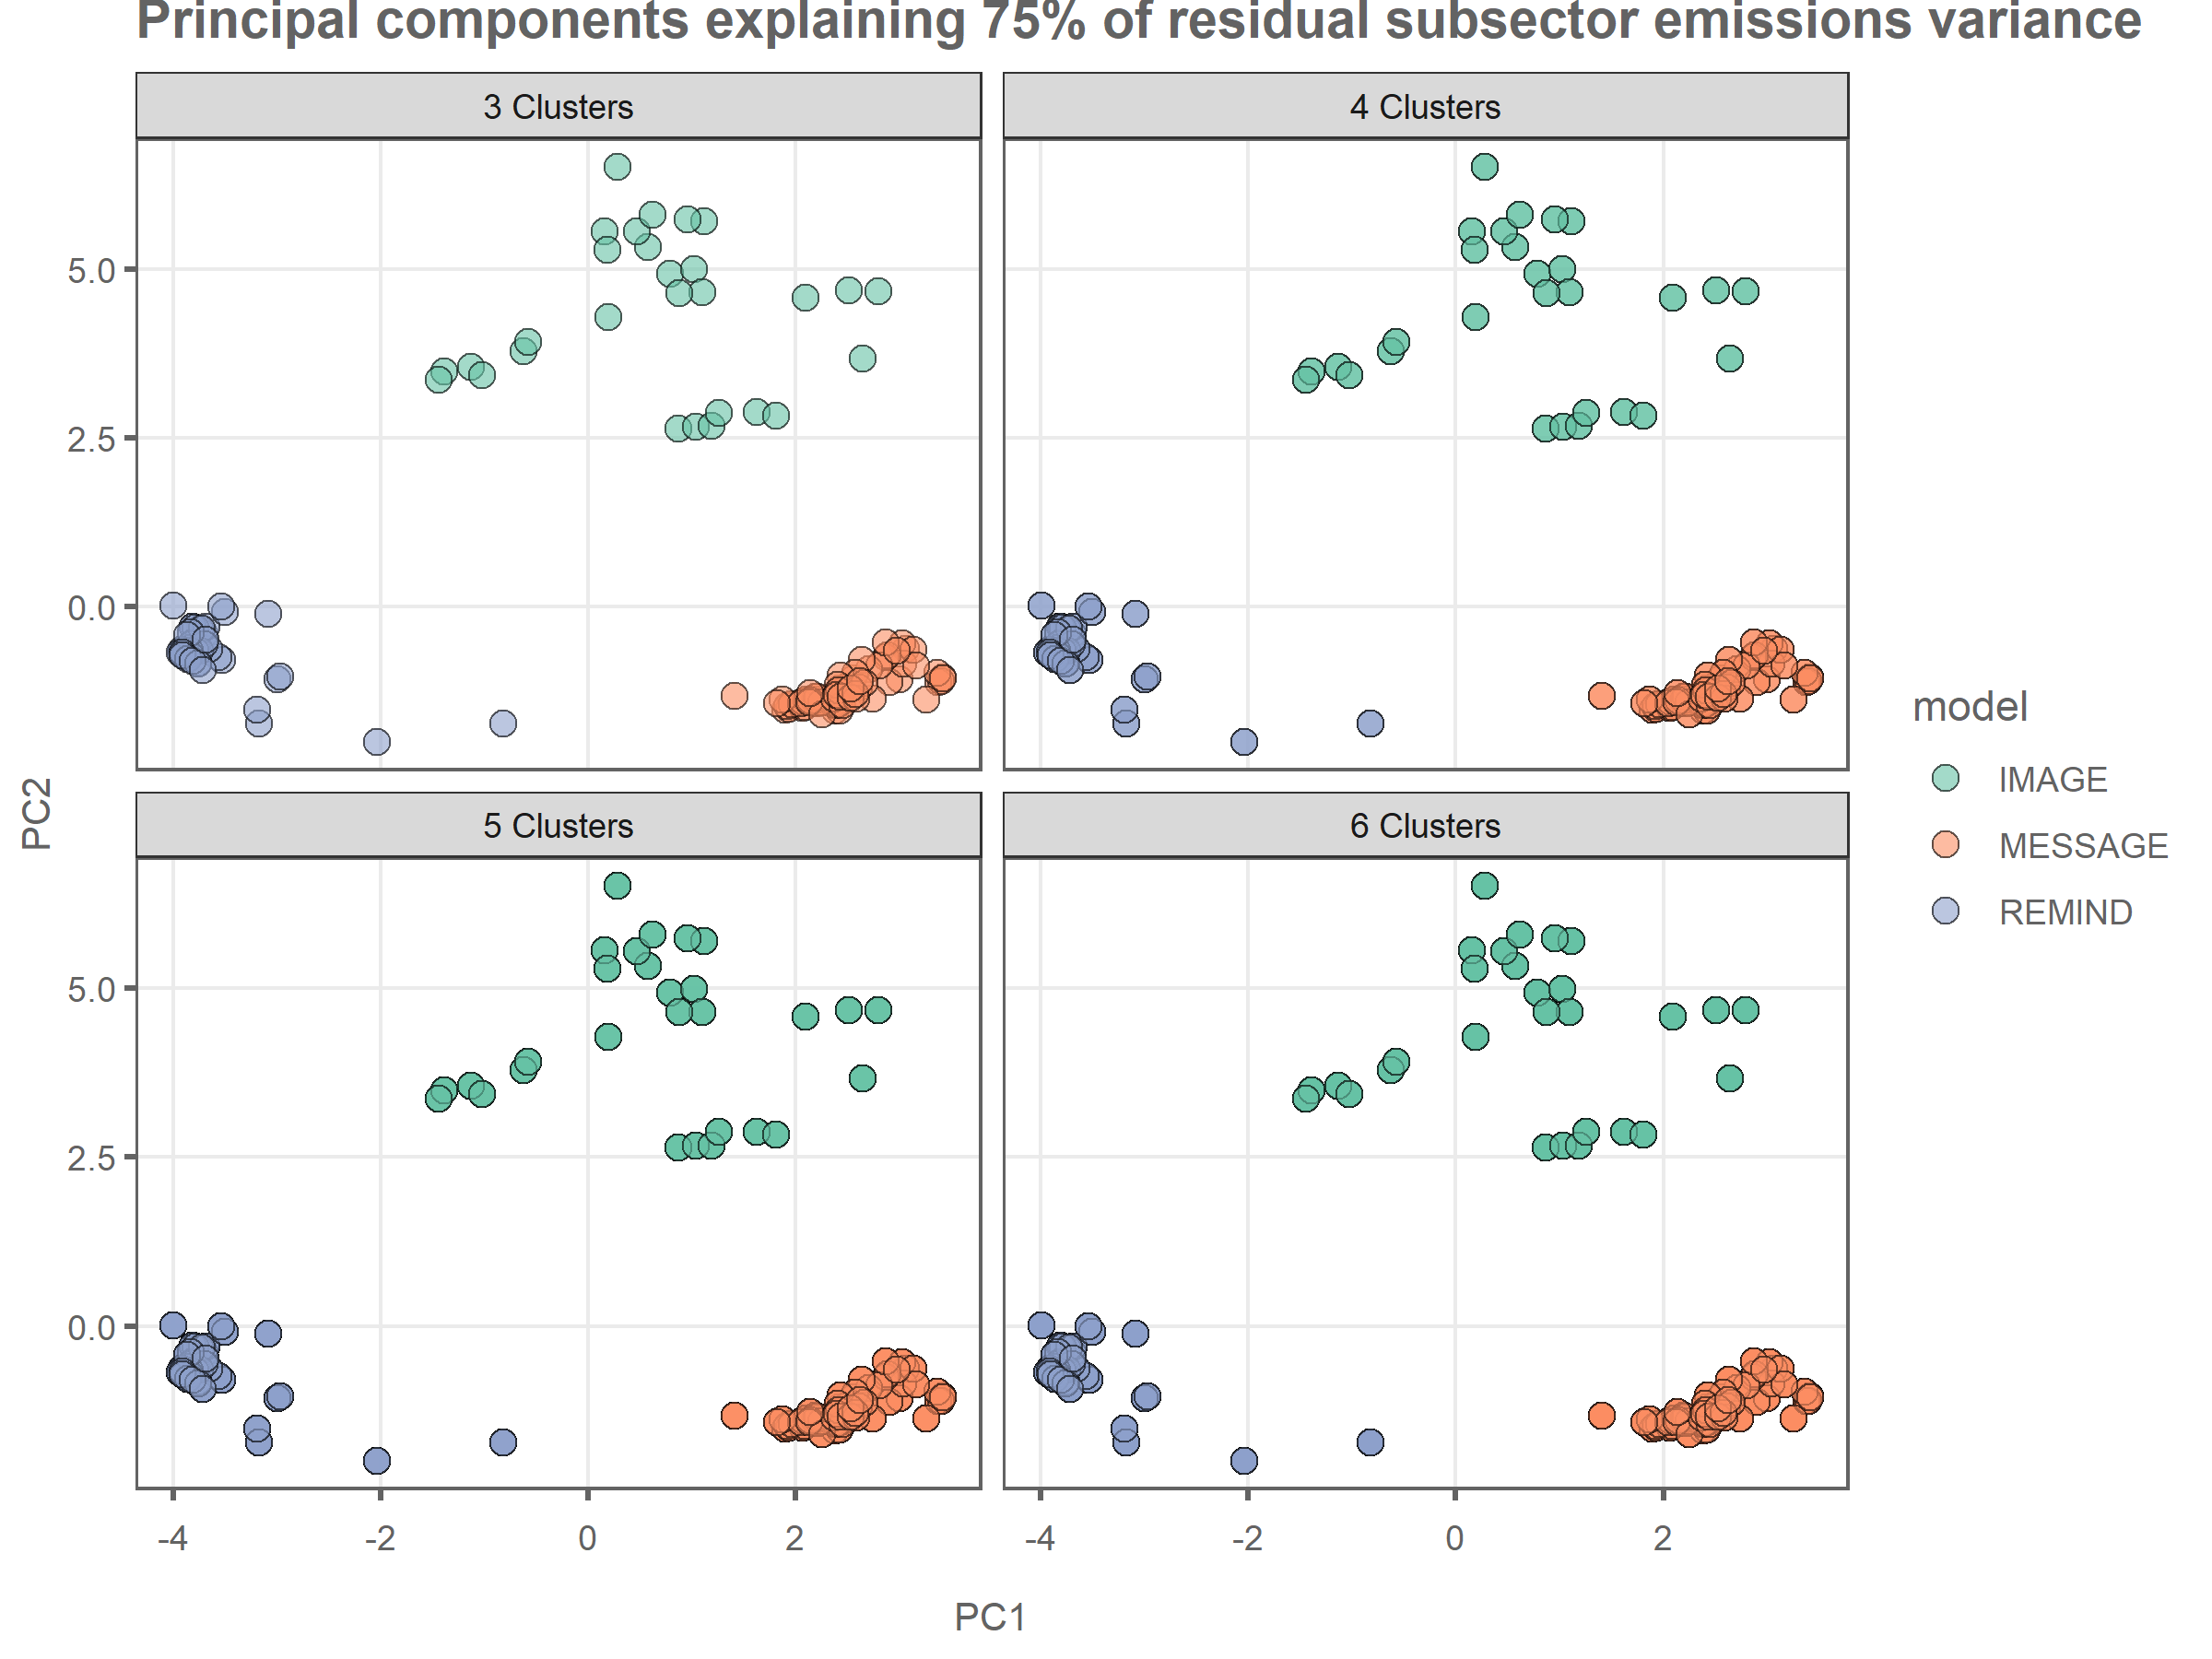 Principal components explaining 75% of residual subsector emissions variance
3 Clusters
4 Clusters
5.0
2.5
0.0
5 Clusters
6 Clusters
5.0
2.5
0.0
-4
-2
0
2
-4
-2
0
2
PC1
PC2
model
IMAGE
MESSAGE
REMIND